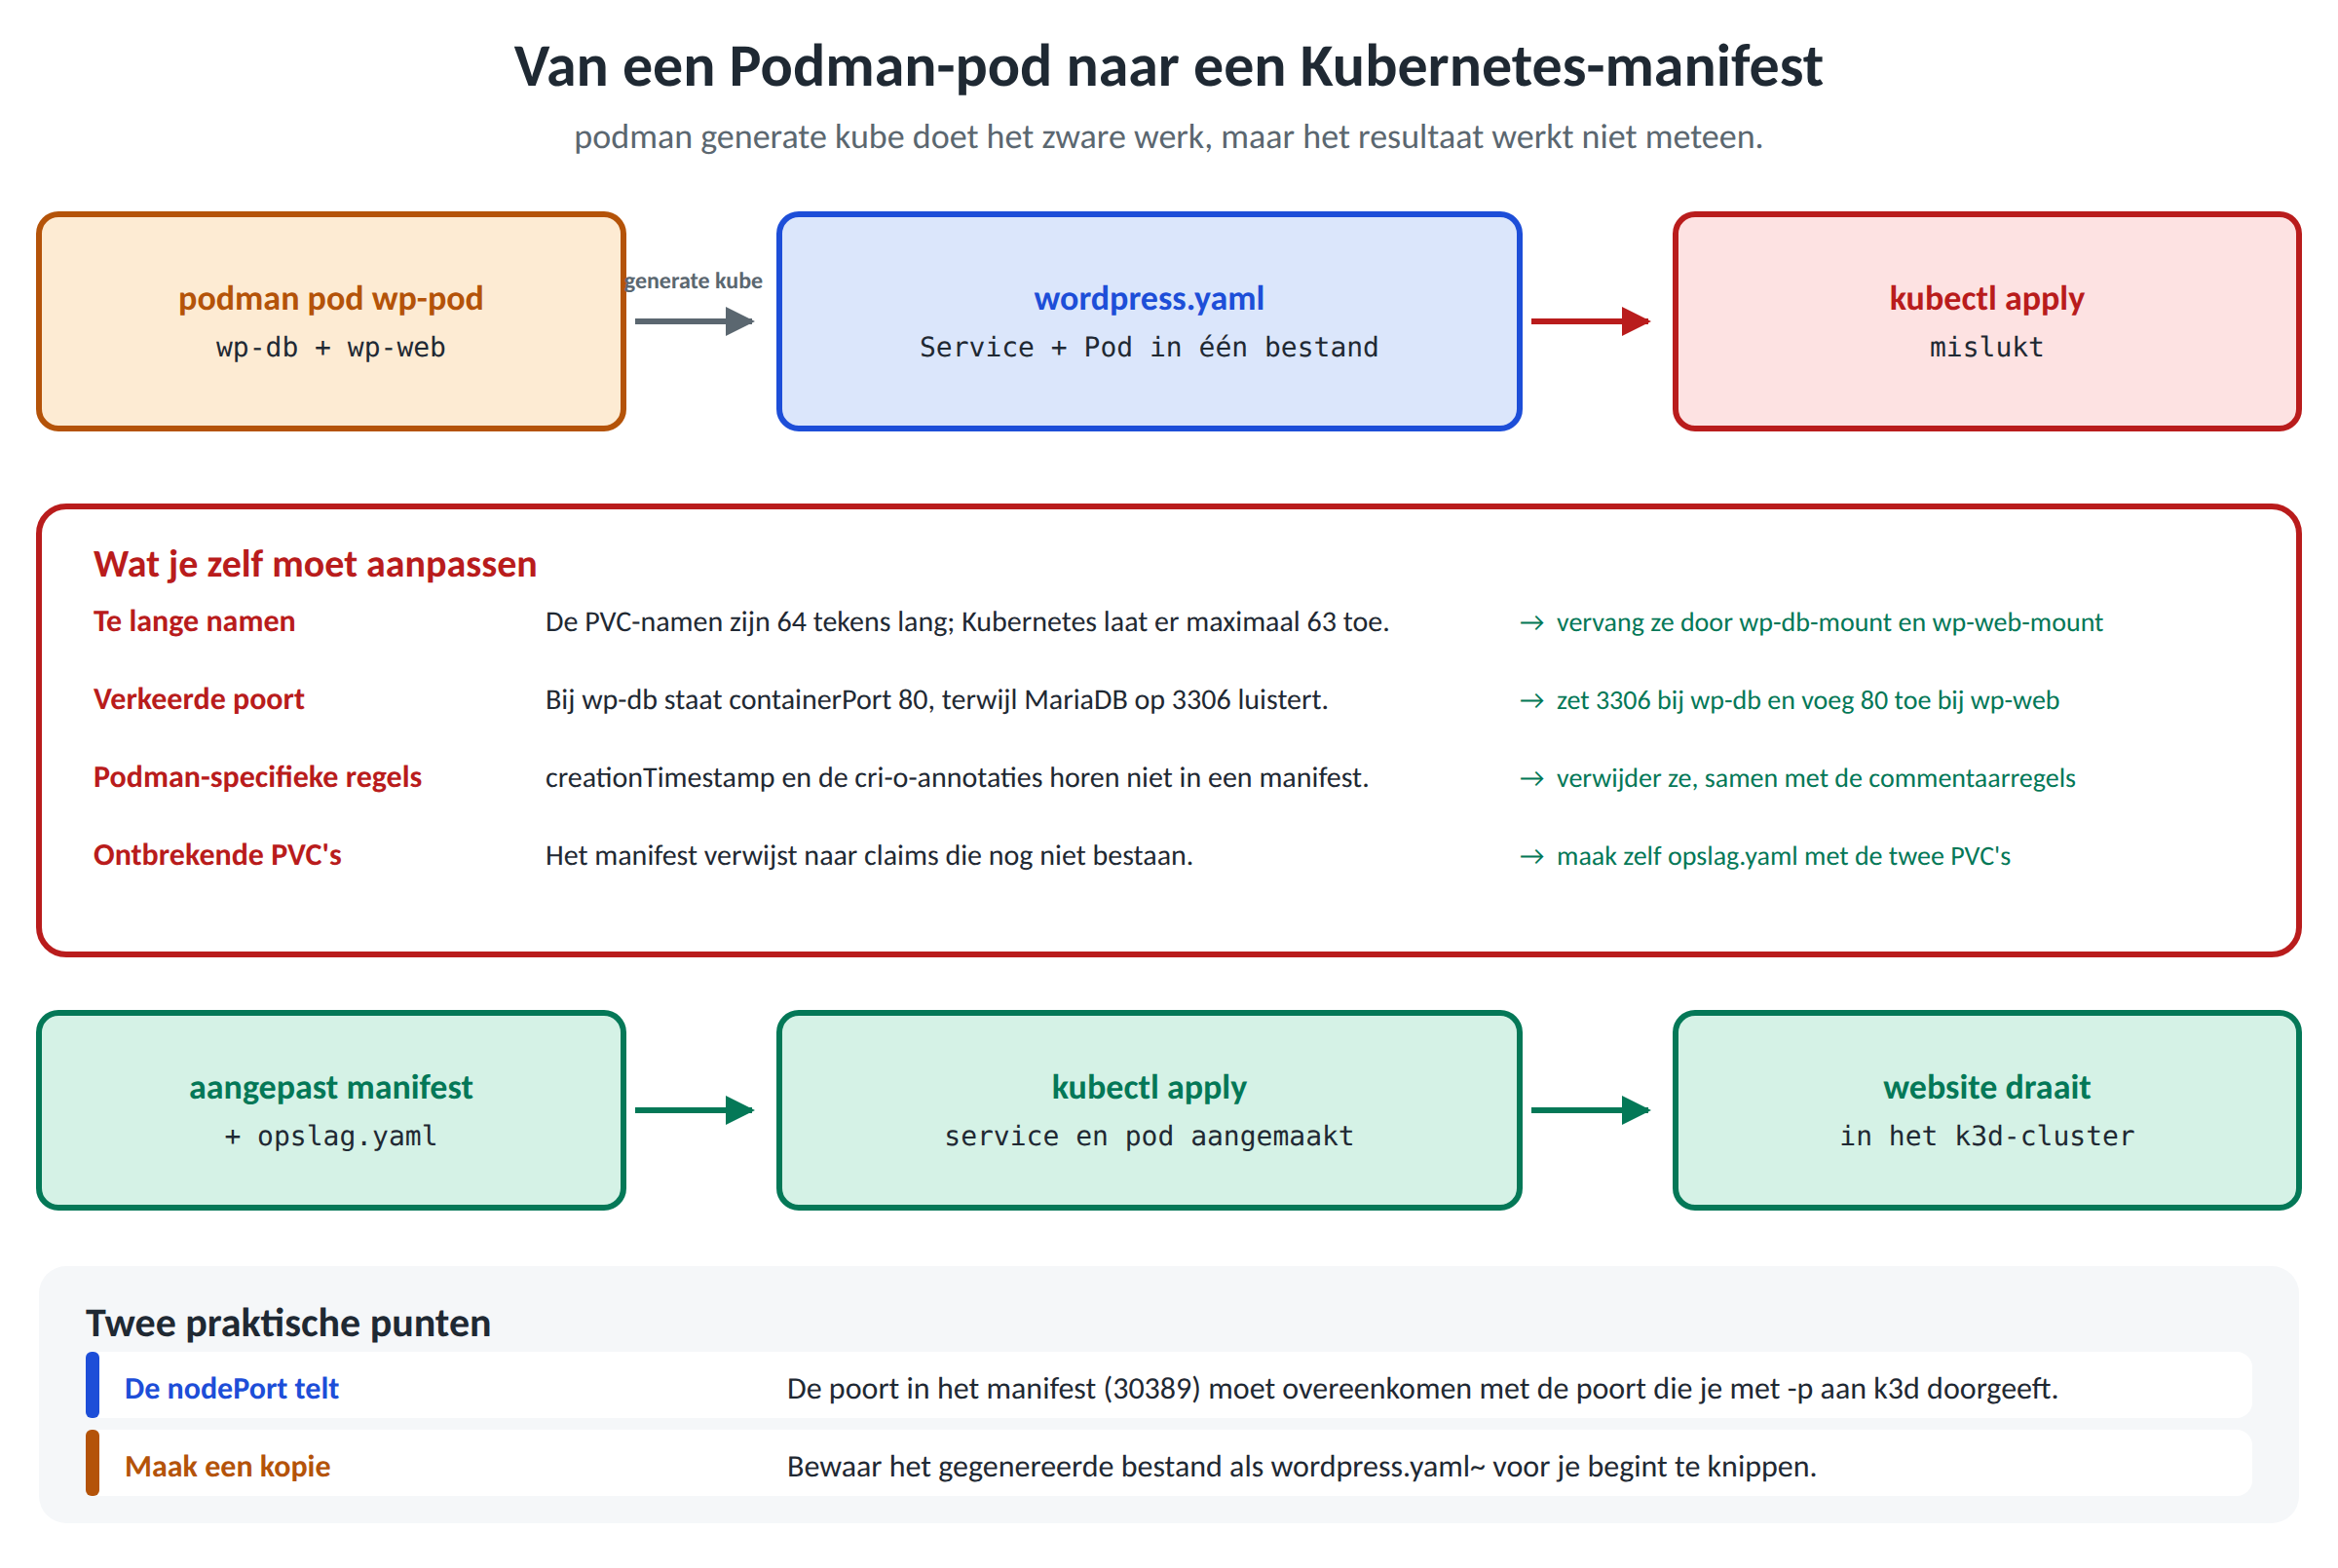 Van een Podman-pod naar een Kubernetes-manifest
podman generate kube doet het zware werk, maar het resultaat werkt niet meteen.
podman pod wp-pod
wp-db + wp-web
generate kube
wordpress.yaml
Service + Pod in één bestand
kubectl apply
mislukt
Wat je zelf moet aanpassen
Te lange namen De PVC-namen zijn 64 tekens lang; Kubernetes laat er maximaal 63 toe. → vervang ze door wp-db-mount en wp-web-mount
Verkeerde poort Bij wp-db staat containerPort 80, terwijl MariaDB op 3306 luistert. → zet 3306 bij wp-db en voeg 80 toe bij wp-web
Podman-specifieke regels creationTimestamp en de cri-o-annotaties horen niet in een manifest. → verwijder ze, samen met de commentaarregels
Ontbrekende PVC's Het manifest verwijst naar claims die nog niet bestaan. → maak zelf opslag.yaml met de twee PVC's
aangepast manifest
+ opslag.yaml
kubectl apply
service en pod aangemaakt
website draait
in het k3d-cluster
Twee praktische punten
De nodePort telt De poort in het manifest (30389) moet overeenkomen met de poort die je met -p aan k3d doorgeeft.
Maak een kopie Bewaar het gegenereerde bestand als wordpress.yaml~ voor je begint te knippen.